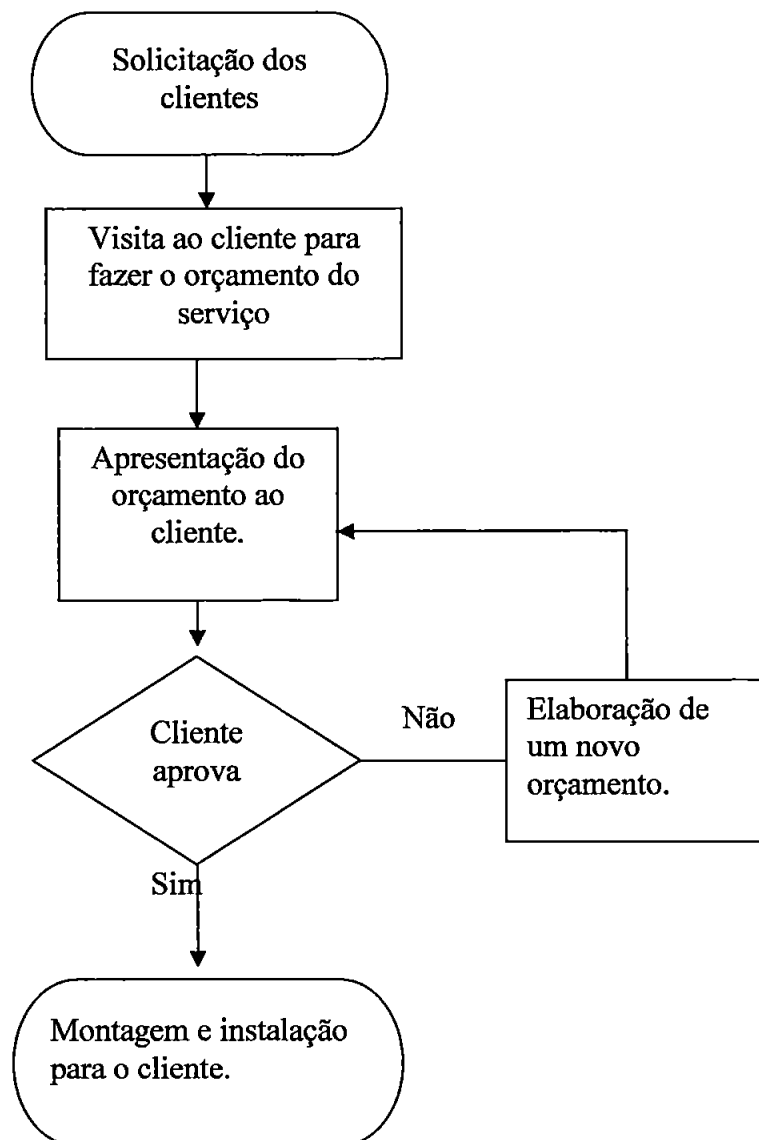 Solicitação dos
clientes
Visita ao cliente para
fazer o orçamento do
serviço
Apresentação do
orçamento ao
cliente.
Cliente
aprova
Não
Elaboração de
um novo
orçamento.
Sim
Montagem e instalação
para o cliente.